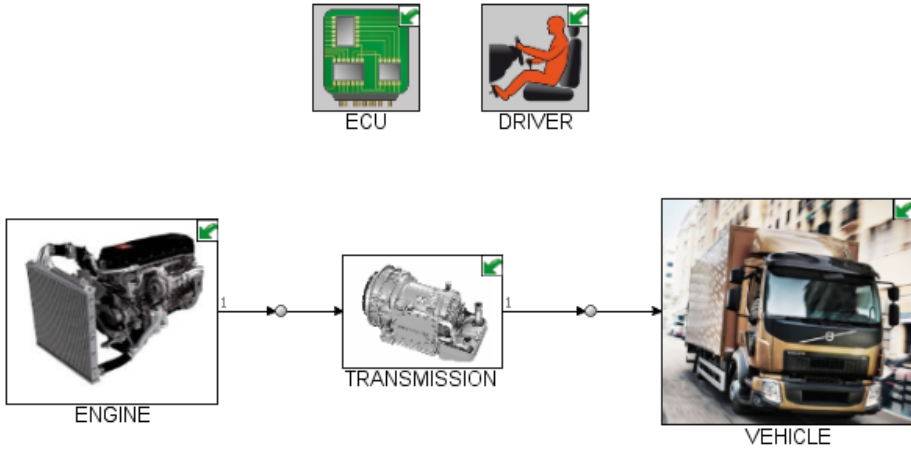 ECU
DRIVER
ENGINE
1
TRANSMISSION
1
VEHICLE